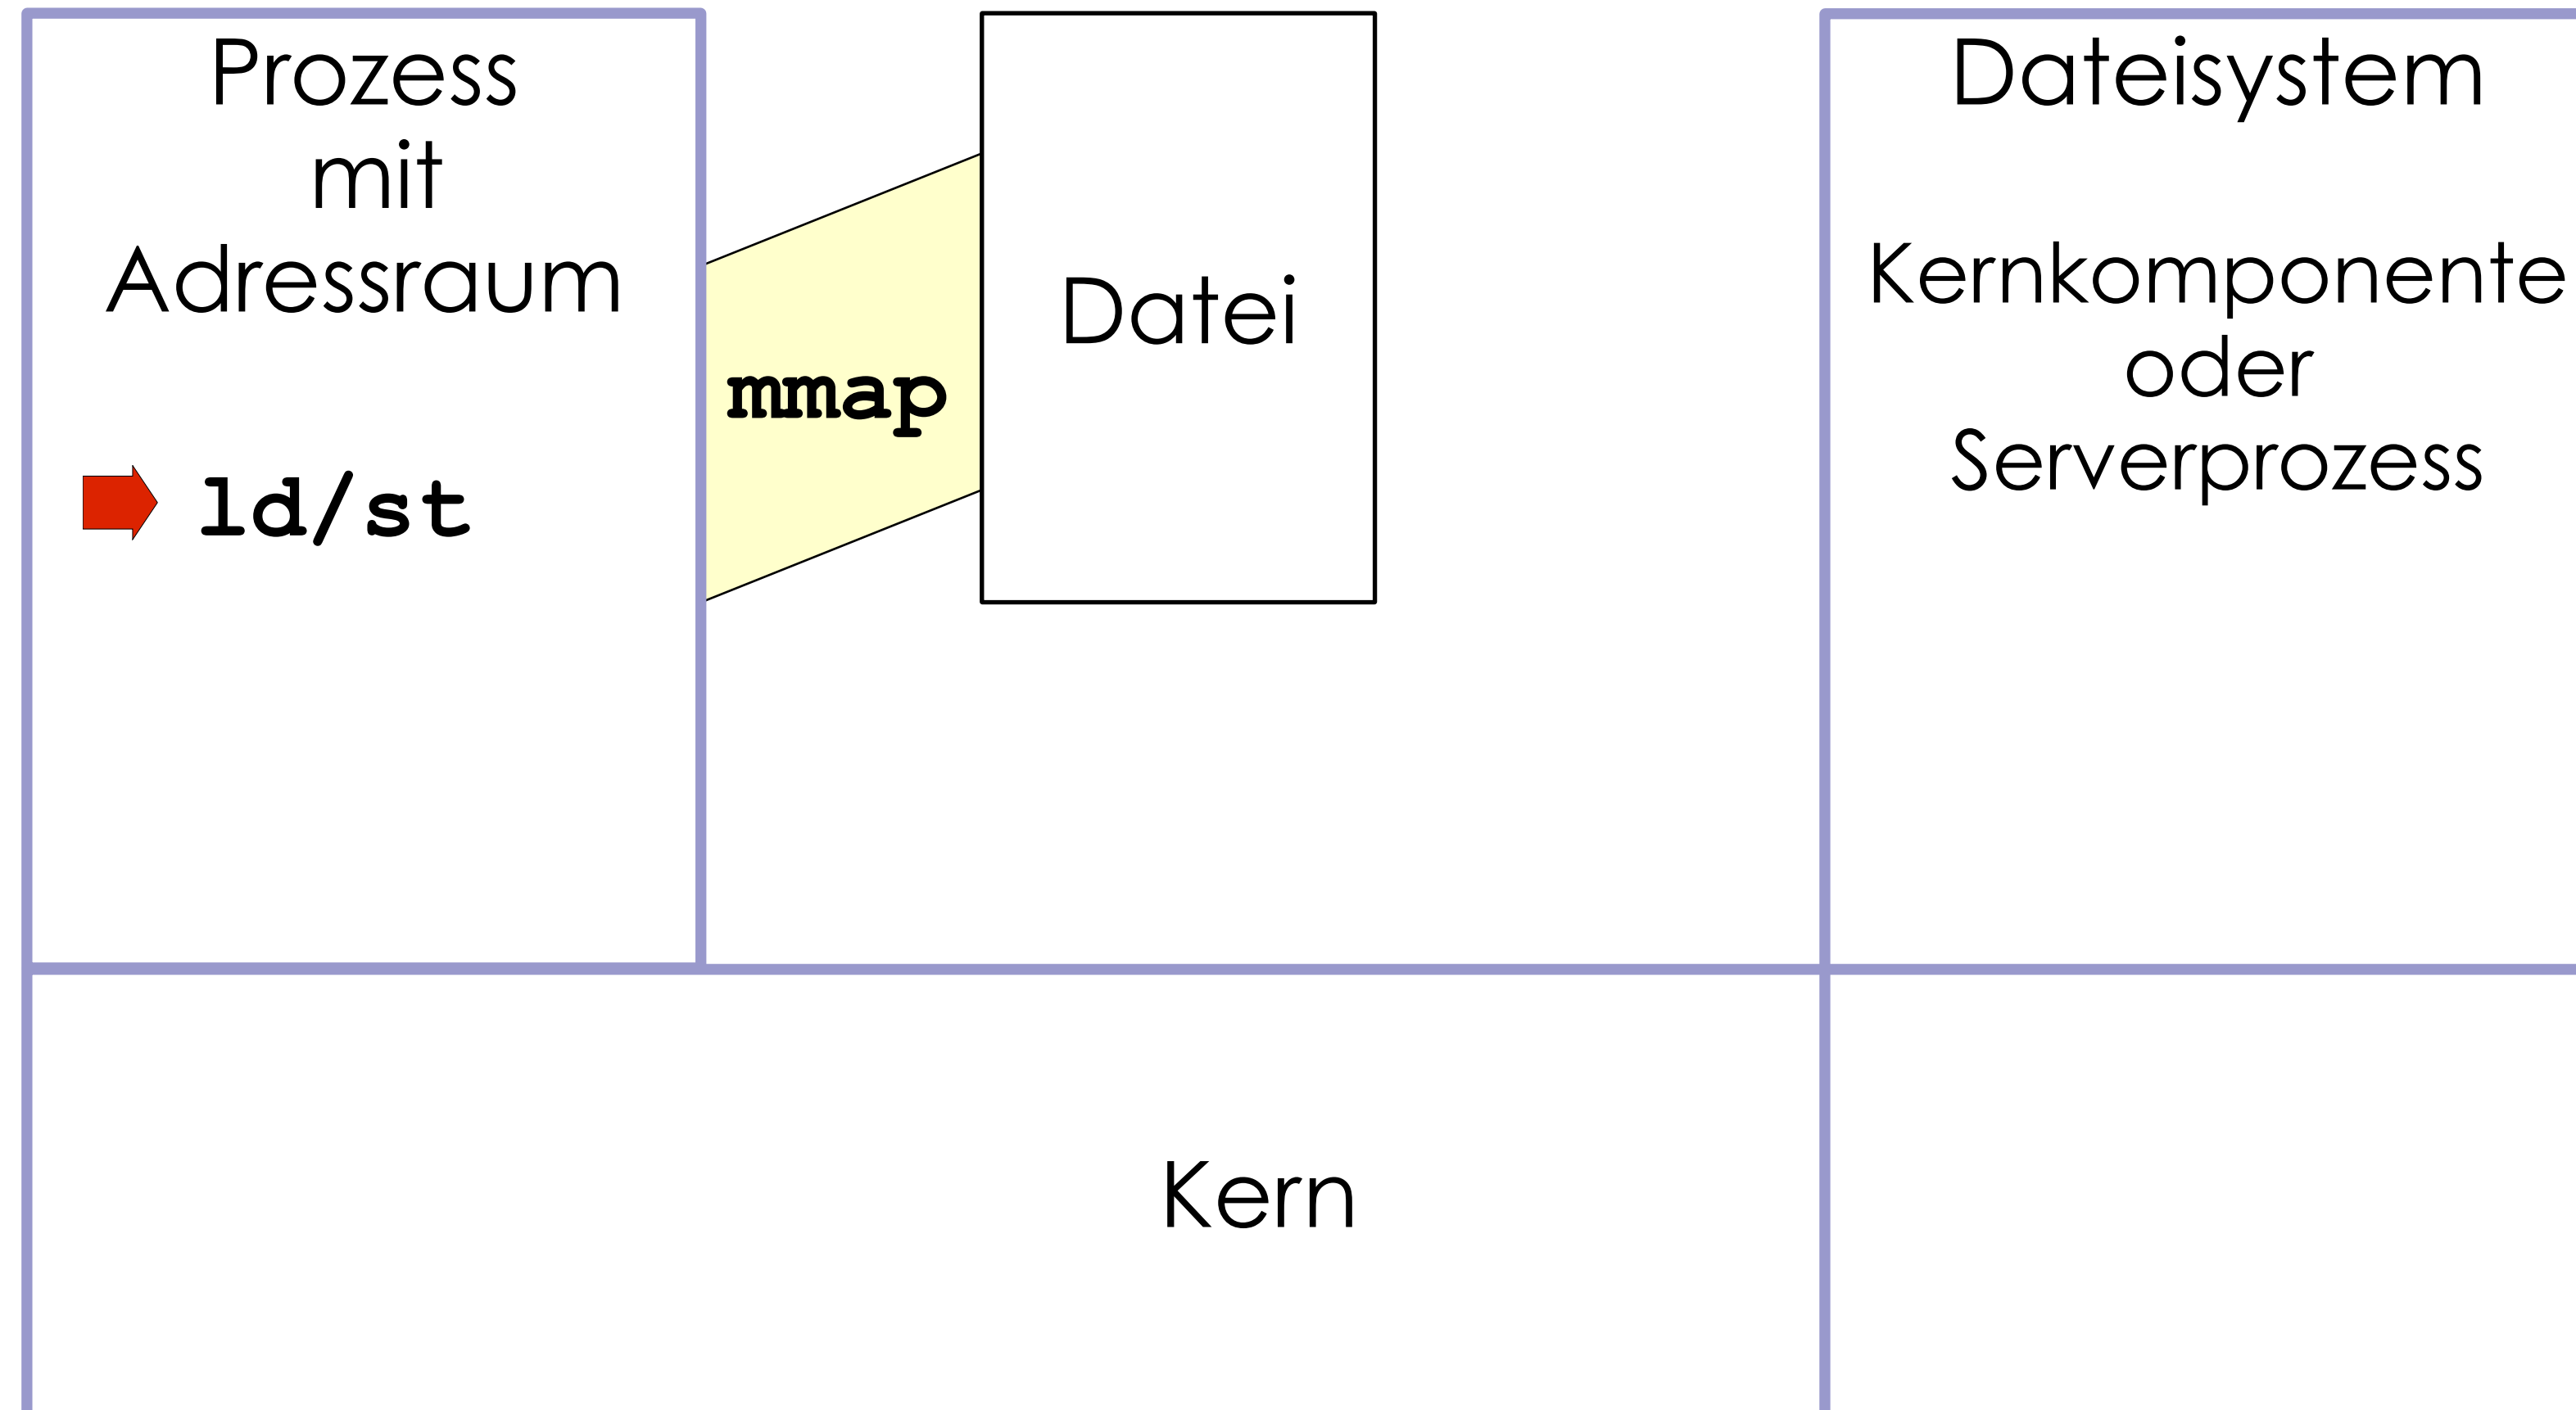 Prozess
mit
Adressraum
ld/st
mmap
Datei
Dateisystem
Kernkomponente
oder
Serverprozess
Kern